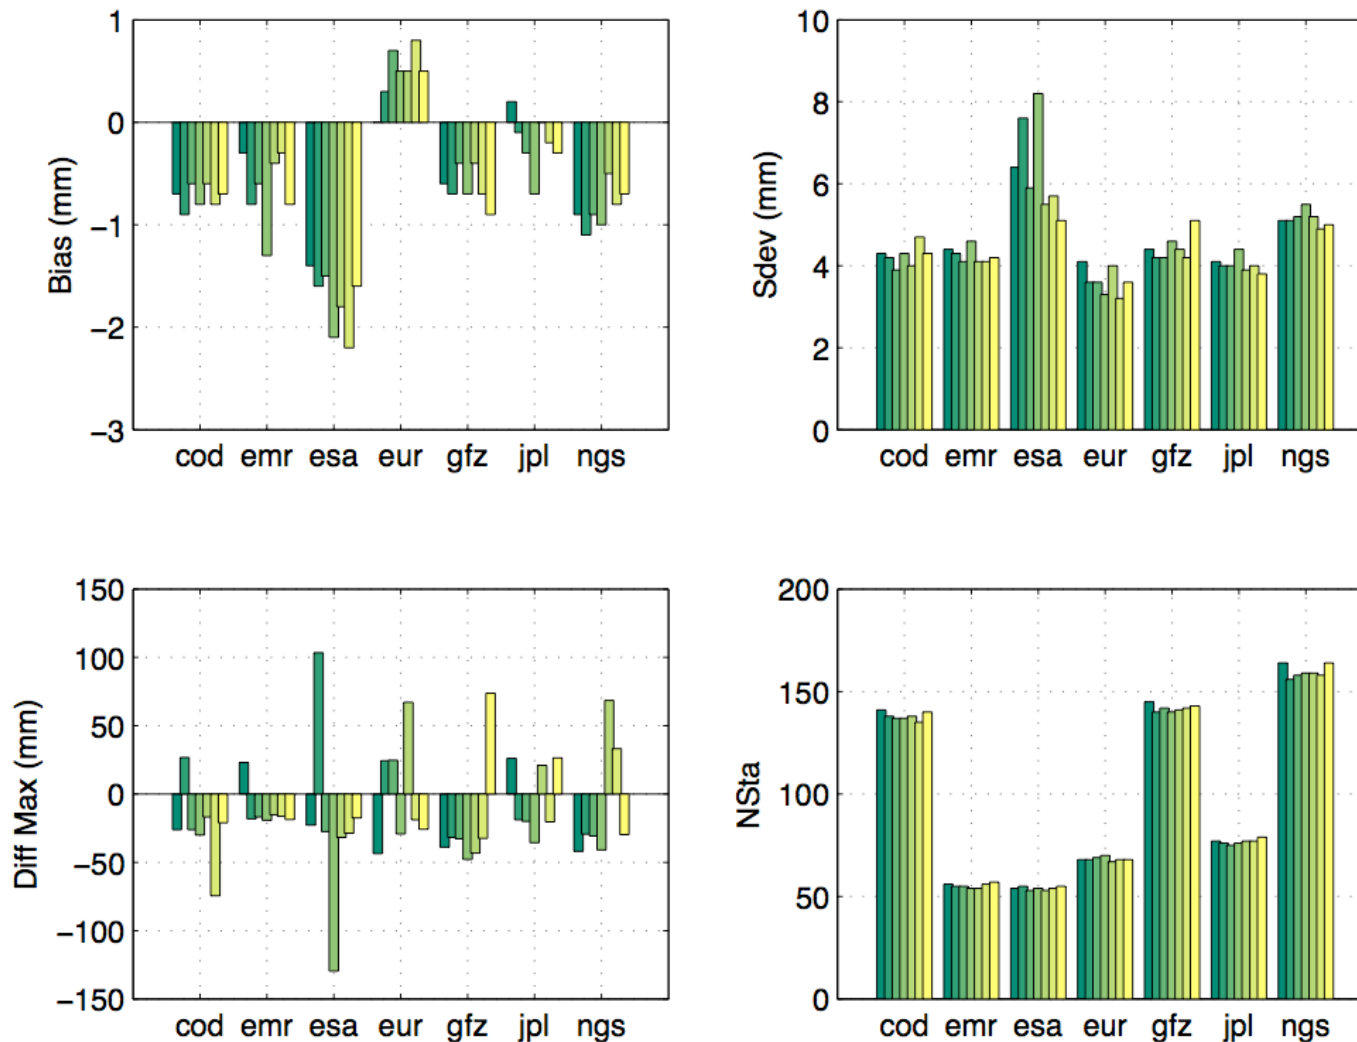 1
0
−1
−2
−3
Bias (mm)
cod emr esa eur gfz jpl ngs
10
8
6
4
2
0
Sdev (mm)
cod emr esa eur gfz jpl ngs
150
100
50
0
−50
−100
−150
Diff Max (mm)
cod emr esa eur gfz jpl ngs
200
150
100
50
0
NSta
cod emr esa eur gfz jpl ngs